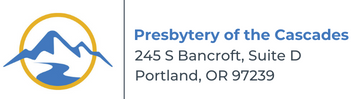 Presbytery of the Cascades
245 S Bancroft, Suite D
Portland, OR 97239